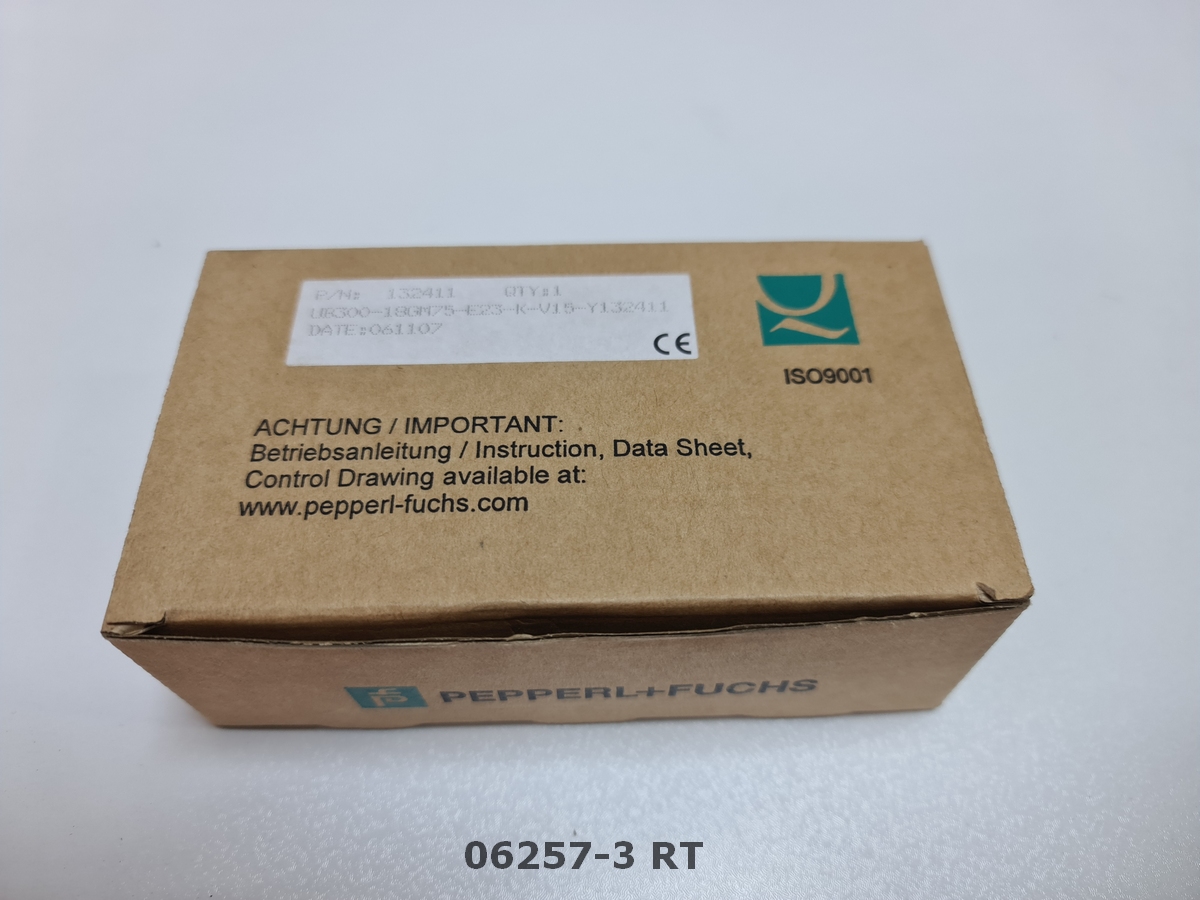 P/N: 132411 QTY:1
UB300-18GM75-E23-K-V15-Y132411
DATE:061107
CE
ISO9001
ACHTUNG / IMPORTANT:
Betriebsanleitung / Instruction, Data Sheet,
Control Drawing available at:
www.pepperl-fuchs.com
PEPPERL+FUCHS
06257-3 RT